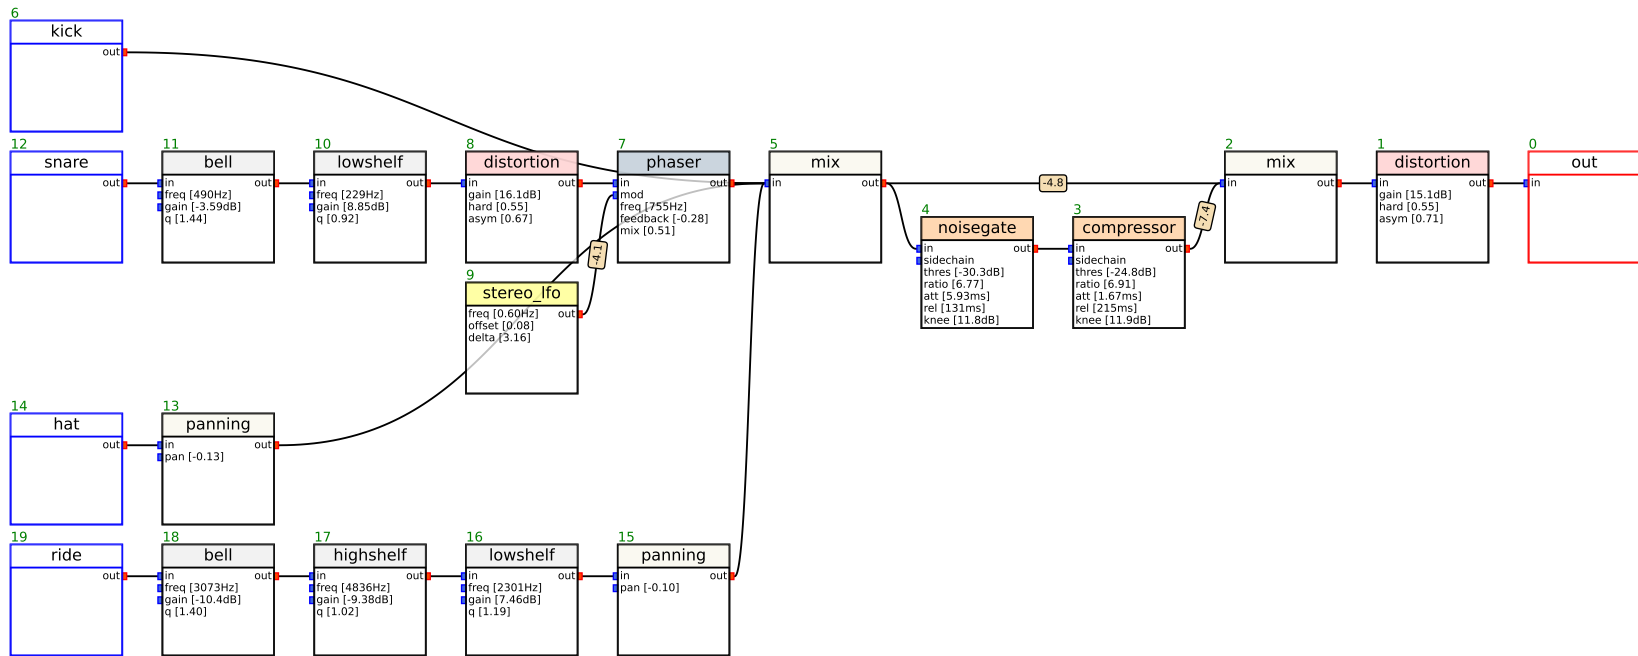 6
kick
out
12
snare
out
11
bell
in
out
freq [490Hz]
gain [-3.59dB]
q [1.44]
10
lowshelf
in
out
freq [229Hz]
gain [8.85dB]
q [0.92]
8
distortion
in
out
gain [16.1dB]
hard [0.55]
asym [0.67]
7
phaser
in
out
mod
freq [755Hz]
feedback [-0.28]
mix [0.51]
-4.1
9
stereo_lfo
freq [0.60Hz]
out
offset [0.08]
delta [3.16]
5
mix
in
out
-4.8
4
noisegate
in
out
sidechain
thres [-30.3dB]
ratio [6.77]
att [5.93ms]
rel [131ms]
knee [11.8dB]
3
compressor
in
out
sidechain
thres [-24.8dB]
ratio [6.91]
att [1.67ms]
rel [215ms]
knee [11.9dB]
-7.4
2
mix
in
out
1
distortion
in
out
gain [15.1dB]
hard [0.55]
asym [0.71]
0
out
in
14
hat
out
13
panning
in
out
pan [-0.13]
19
ride
out
18
bell
in
out
freq [3073Hz]
gain [-10.4dB]
q [1.40]
17
highshelf
in
out
freq [4836Hz]
gain [-9.38dB]
q [1.02]
16
lowshelf
in
out
freq [2301Hz]
gain [7.46dB]
q [1.19]
15
panning
in
out
pan [-0.10]